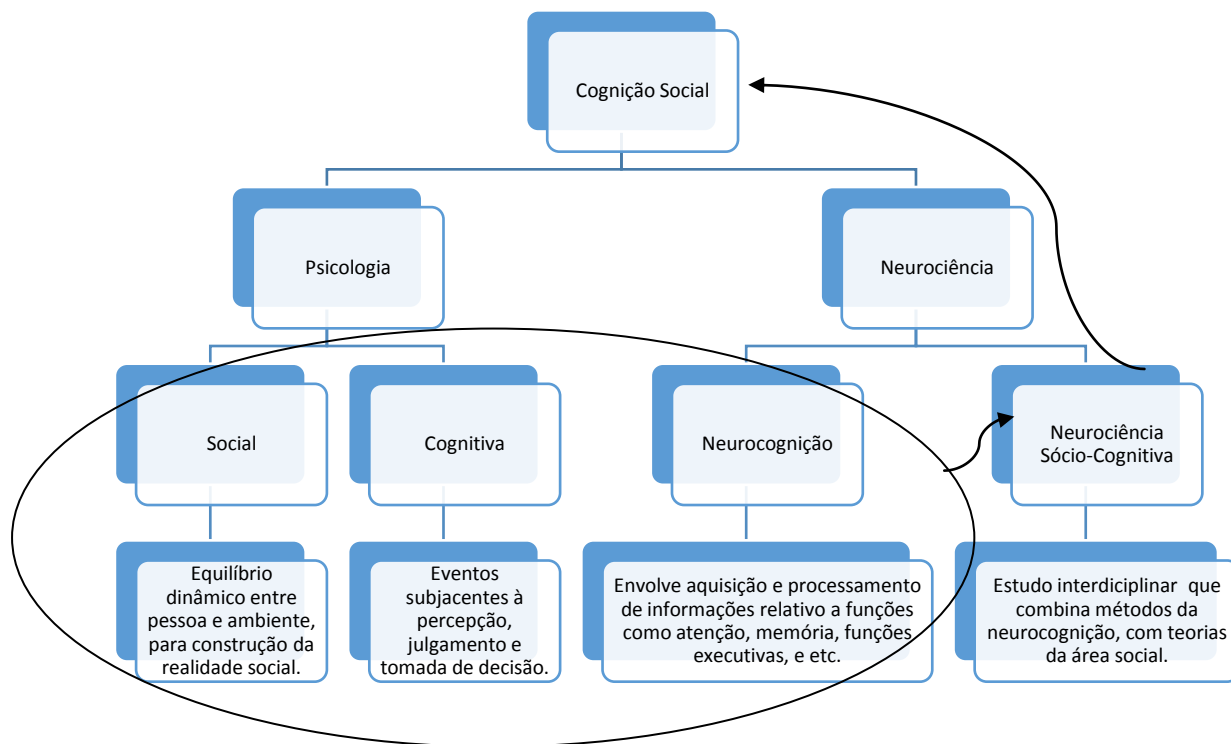 Cognição Social
Psicologia
Neurociência
Social
Cognitiva
Neurocognição
Neurociência
Sócio-Cognitiva
Equilíbrio
dinâmico entre
pessoa e ambiente,
para construção da
realidade social.
Eventos
subjacentes à
percepção,
julgamento e
tomada de decisão.
Envolve aquisição e processamento
de informações relativo a funções
como atenção, memória, funções
executivas, e etc.
Estudo interdiciplinar que
combina métodos da
neurocognição, com teorias
da área social.